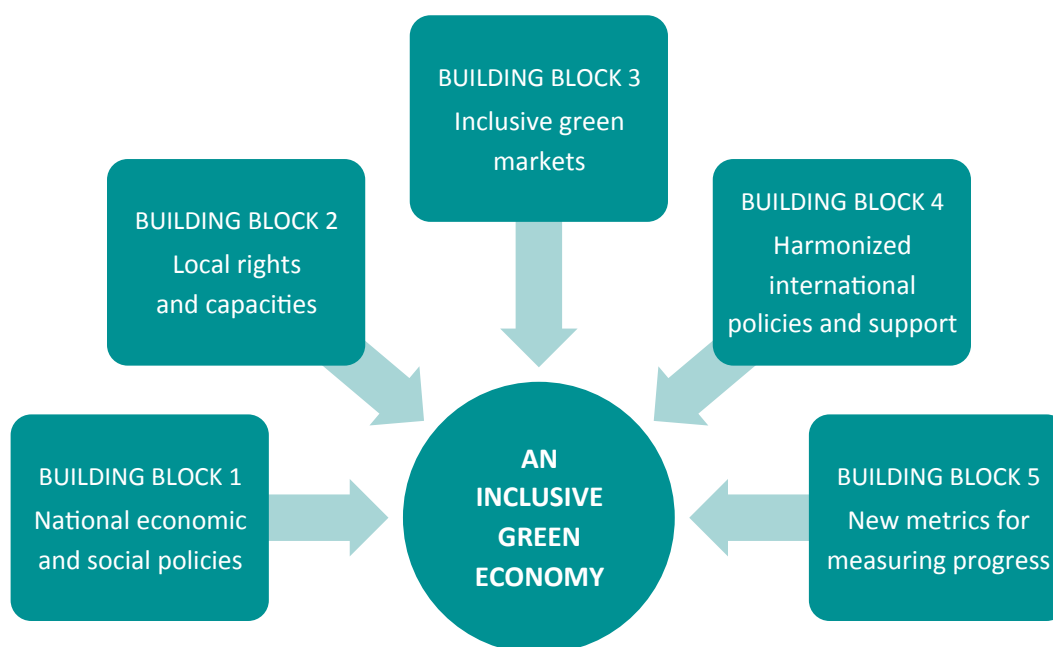 BUILDING BLOCK 1
National economic
and social policies
BUILDING BLOCK 2
Local rights
and capacities
BUILDING BLOCK 3
Inclusive green
markets
BUILDING BLOCK 4
Harmonized
international
policies and support
BUILDING BLOCK 5
New metrics for
measuring progress
AN
INCLUSIVE
GREEN
ECONOMY